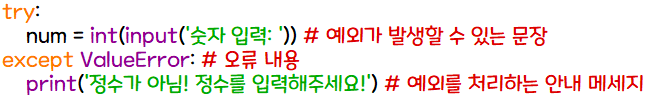 try:
    num = int(input('숫자 입력: ')) # 예외가 발생할 수 있는 문장
except ValueError: # 오류 내용
    print('정수가 아님! 정수를 입력해주세요!') # 예외를 처리하는 안내 메세지